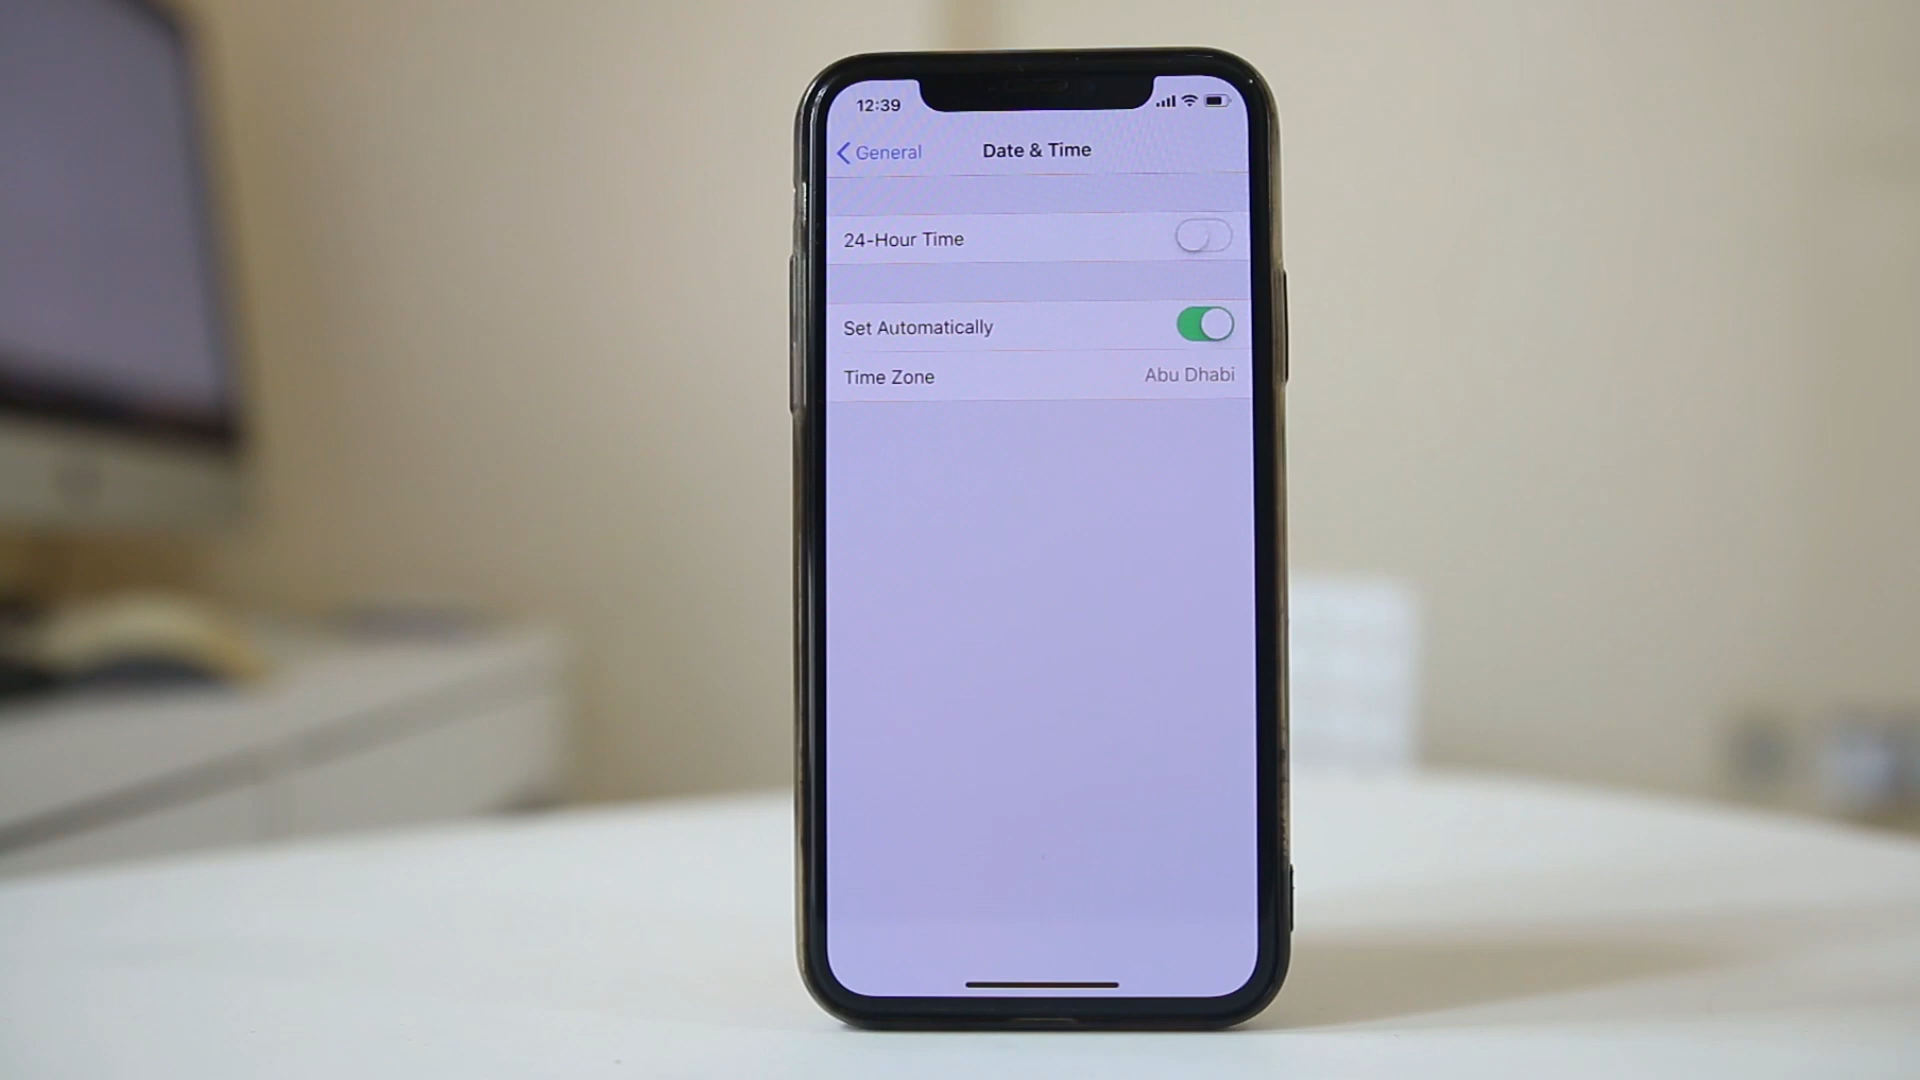 12:39
General
Date & Time
24-Hour Time
Set Automatically
Time Zone Abu Dhabi